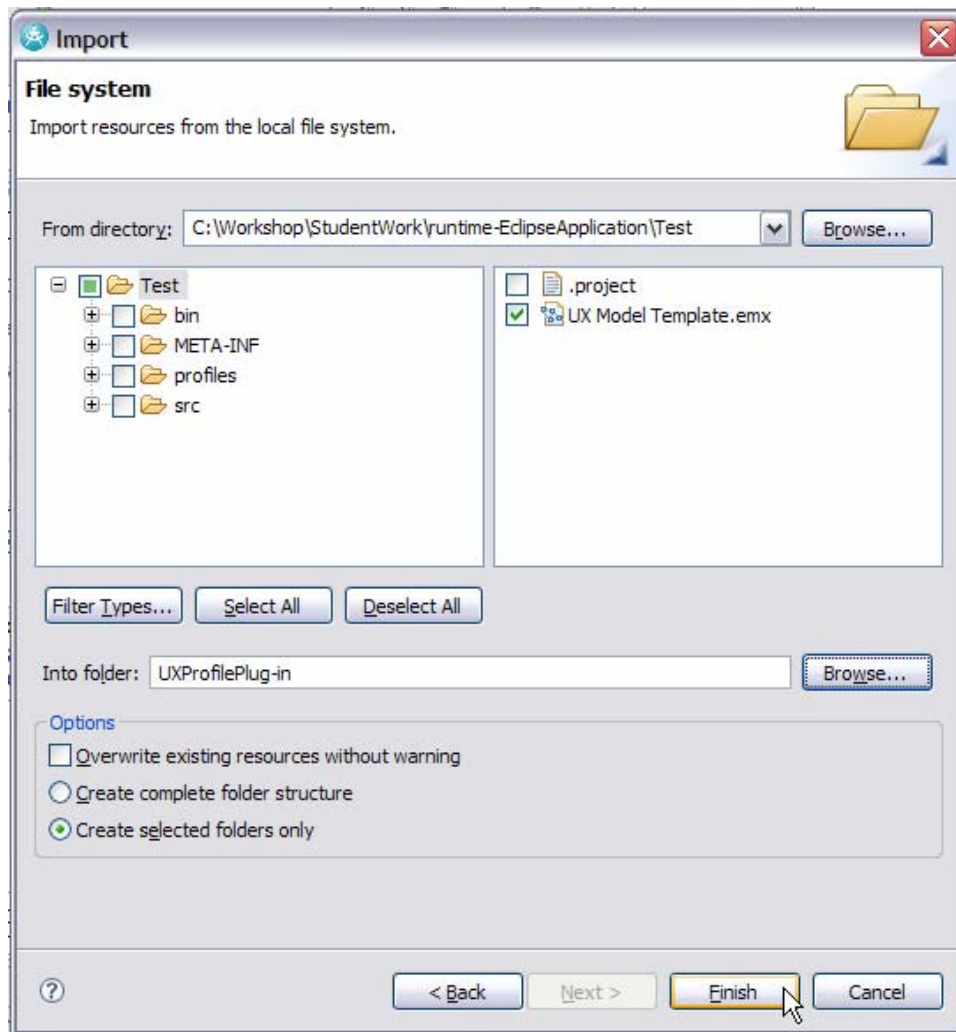 Import
File system
Import resources from the local file system.
From directory: C:\Workshop\StudentWork\runtime-EclipseApplication\Test Browse...
Test
bin
META-INF
profiles
src
.project
UX Model Template.emx
Filter Types... Select All Deselect All
Into folder: UXProfilePlug-in Browse...
Options
Overwrite existing resources without warning
Create complete folder structure
Create selected folders only
? < Back Next > Finish Cancel